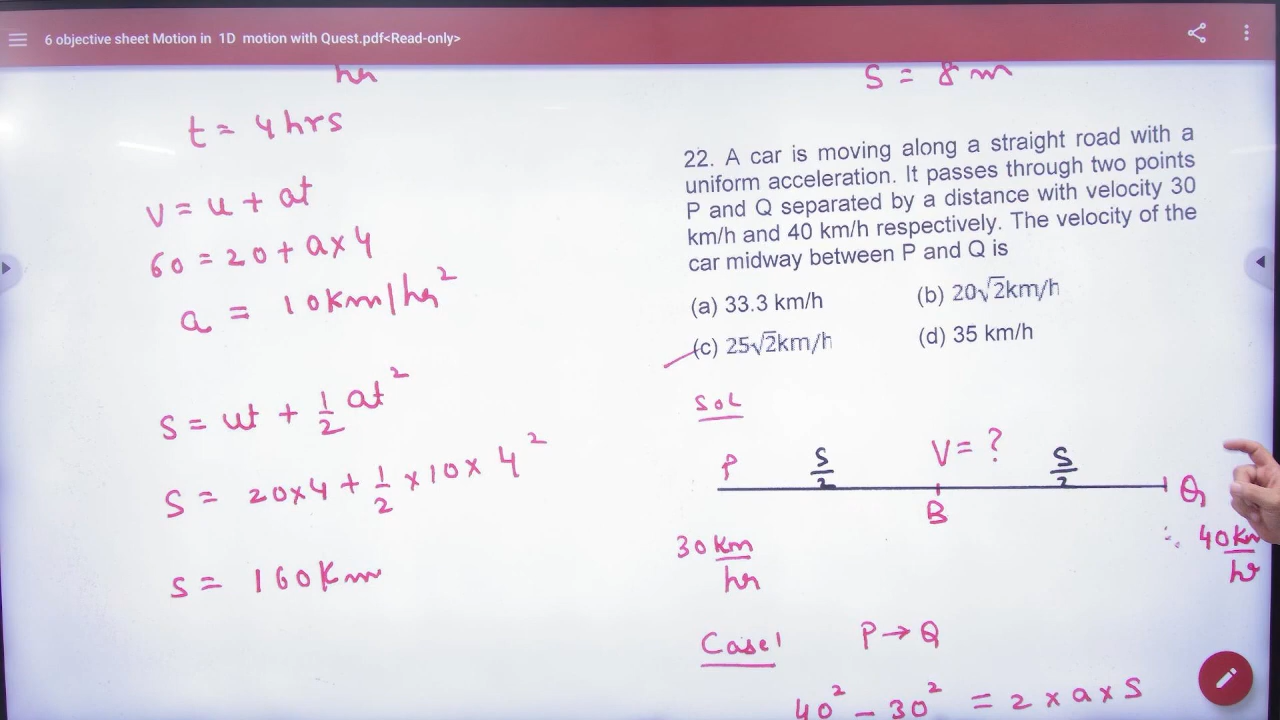 6 objective sheet Motion in 1D motion with Quest.pdf<Read-only>
hr
t = 4 hrs
v = u + at
60 = 20 + a x 4
a = 10 km/hr²
S = ut + 1/2 at²
S = 20x4 + 1/2 x 10 x 4²
S = 160 Km
S = 8 m
22. A car is moving along a straight road with a
uniform acceleration. It passes through two points
P and Q separated by a distance with velocity 30
km/h and 40 km/h respectively. The velocity of the
car midway between P and Q is
(a) 33.3 km/h (b) 20√2km/h
(c) 25√2km/h (d) 35 km/h
Sol
P S/2 V = ? S/2 Q
B
30 Km/hr 40 Km/hr
Case 1 P → Q
40² - 30² = 2 x a x S